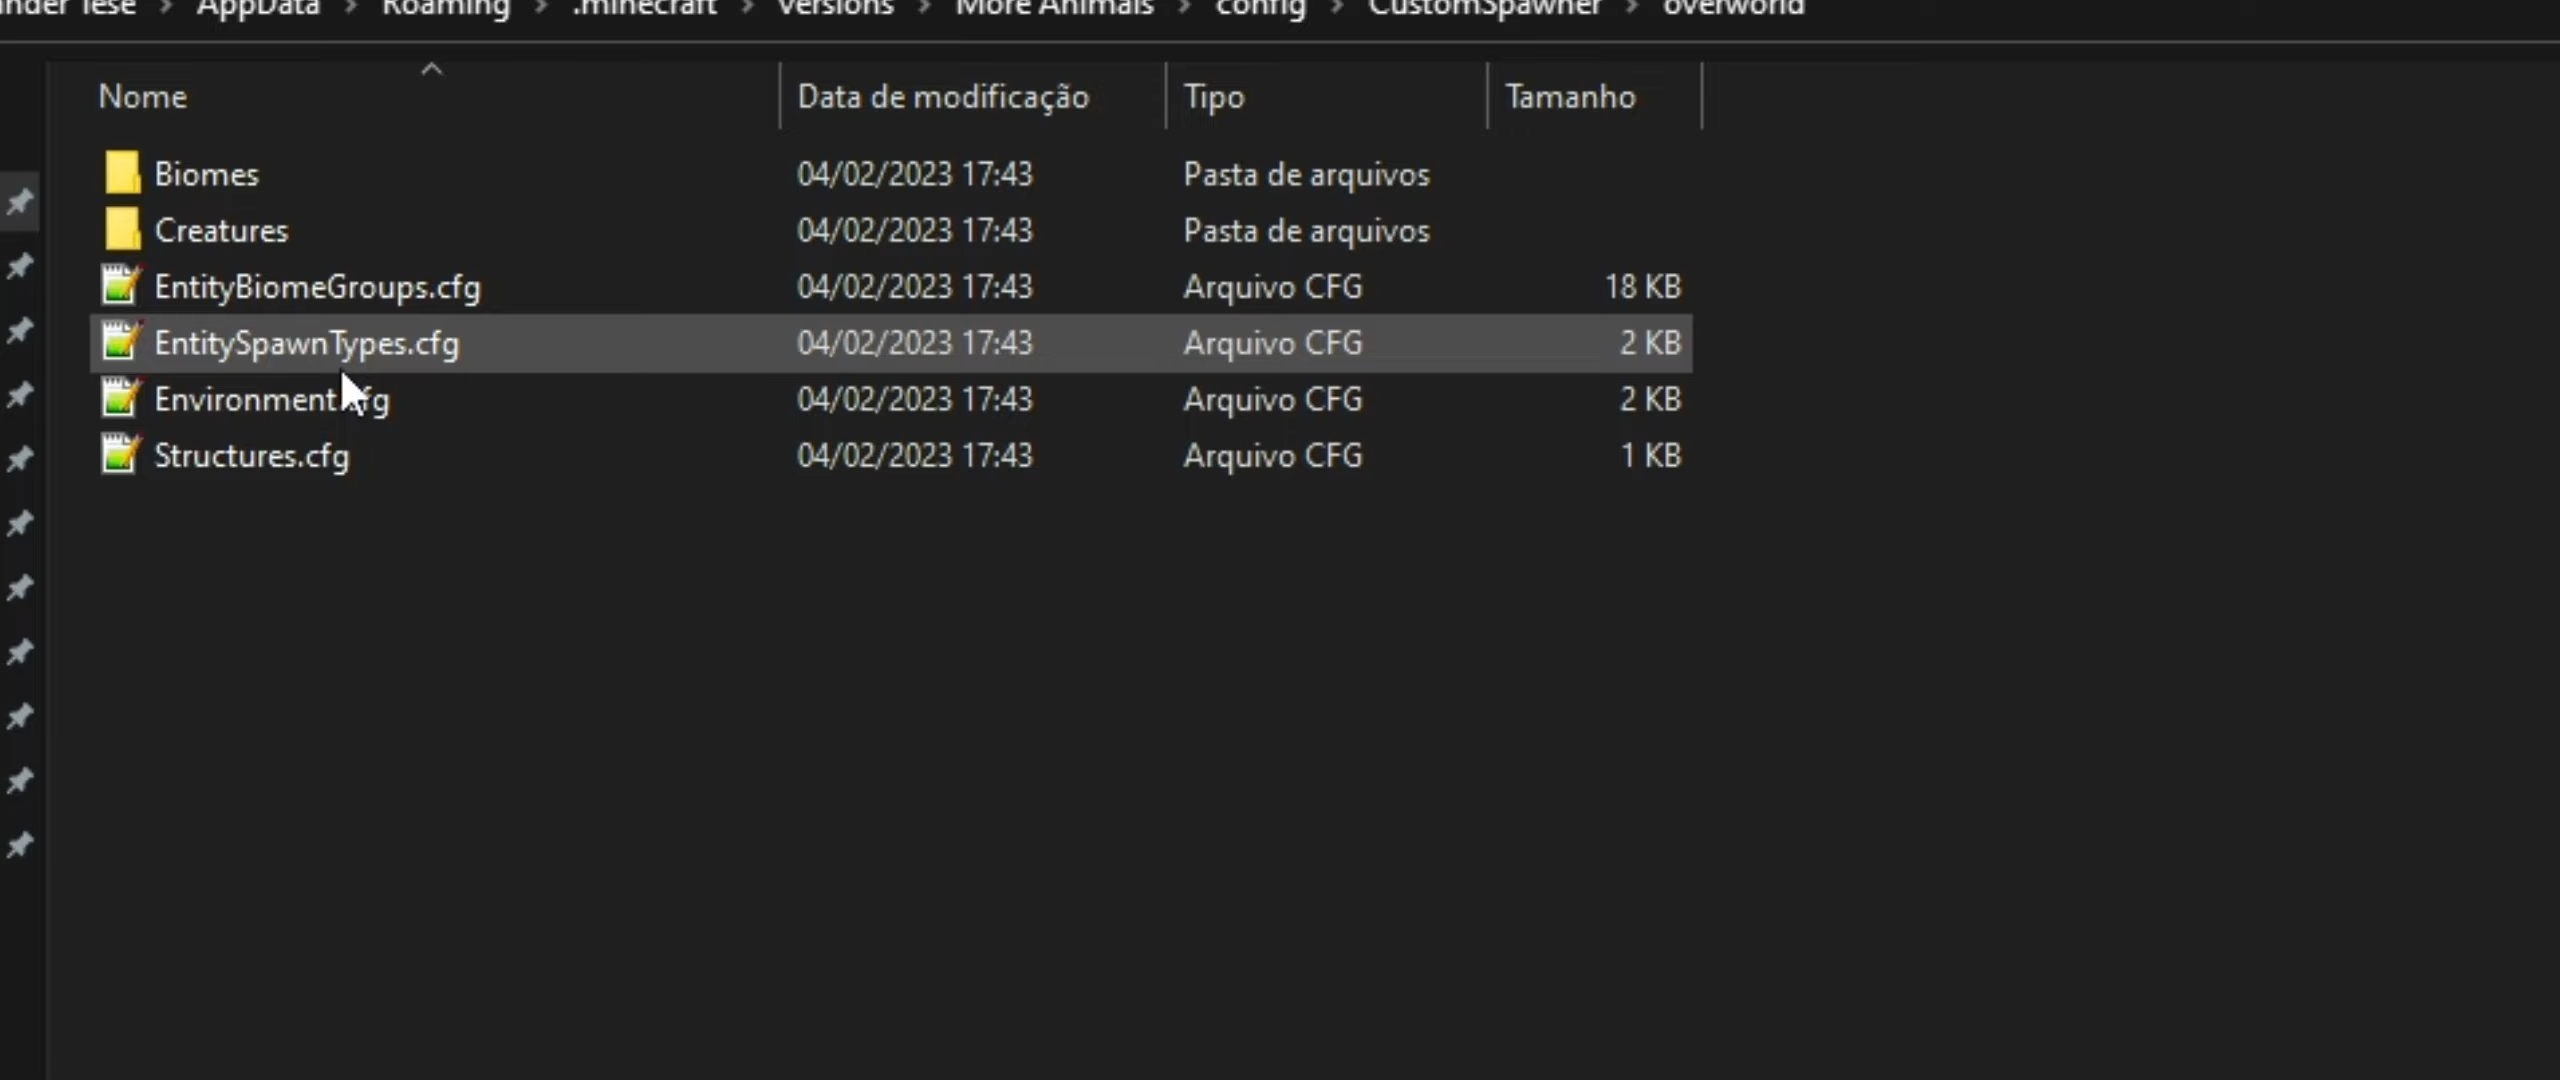 AppData > Roaming > .minecraft > versions > More Animals > config > CustomSpawner > overworld
Nome Data de modificação Tipo Tamanho
Biomes 04/02/2023 17:43 Pasta de arquivos
Creatures 04/02/2023 17:43 Pasta de arquivos
EntityBiomeGroups.cfg 04/02/2023 17:43 Arquivo CFG 18 KB
EntitySpawnTypes.cfg 04/02/2023 17:43 Arquivo CFG 2 KB
Environment.cfg 04/02/2023 17:43 Arquivo CFG 2 KB
Structures.cfg 04/02/2023 17:43 Arquivo CFG 1 KB